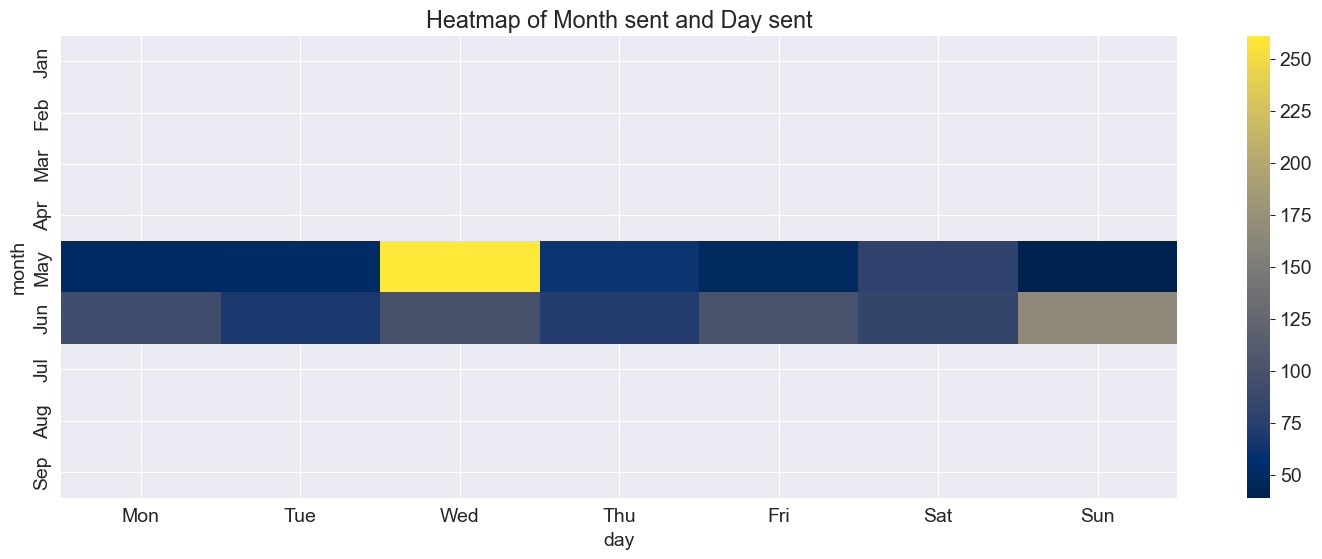 Heatmap of Month sent and Day sent
month
Jan
Feb
Mar
Apr
May
Jun
Jul
Aug
Sep
Mon Tue Wed Thu Fri Sat Sun
day
250
225
200
175
150
125
100
75
50